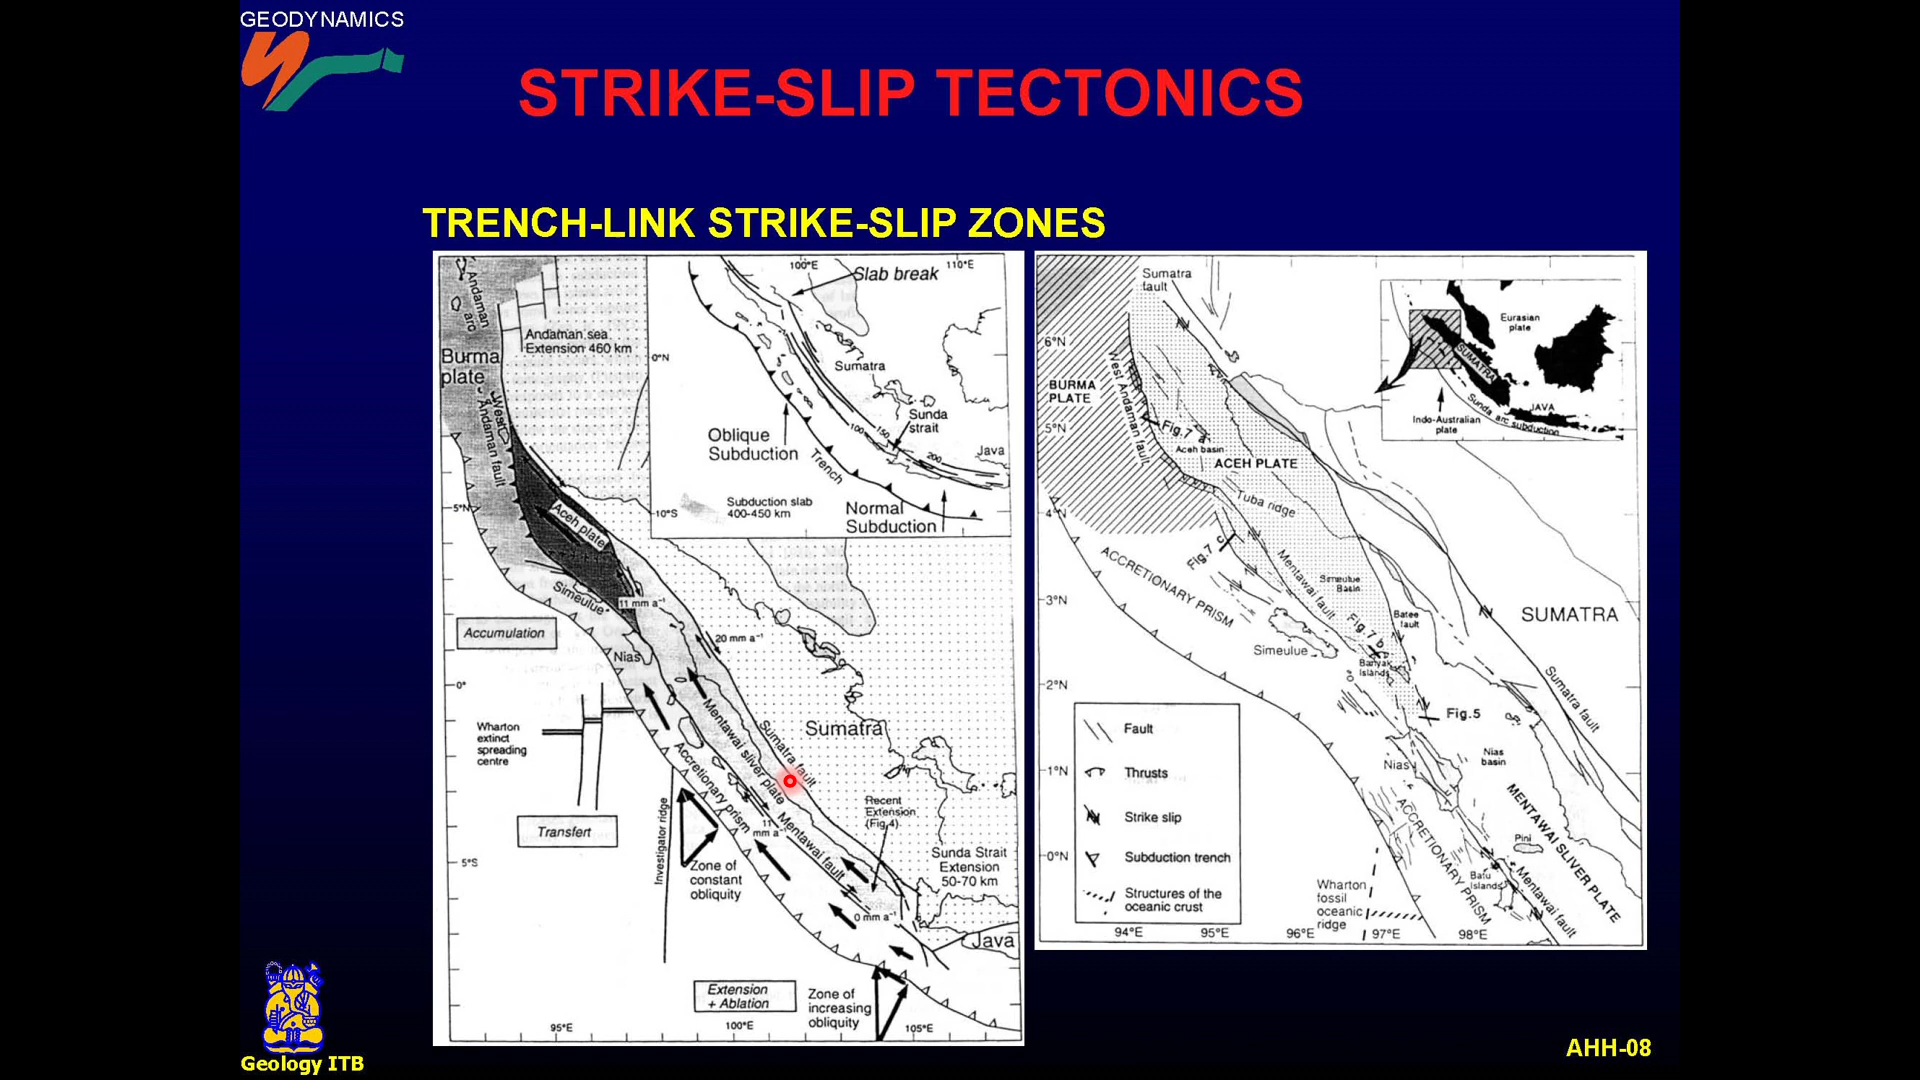 GEODYNAMICS
STRIKE-SLIP TECTONICS
TRENCH-LINK STRIKE-SLIP ZONES
Andaman
arc
Burma
plate
West
Andaman fault
Andaman sea
Extension 460 km
5°N
Aceh plate
Simeulue
11 mm a⁻¹
Accumulation
20 mm a⁻¹
Nias
0°
Wharton
extinct
spreading
centre
Mentawai sliver plate
Sumatra fault
Sumatra
Accretionary prism
Transfert
Investigator ridge
11
mm a⁻¹
Mentawai fault
Recent
Extension
(Fig.4)
5°S
Zone of
constant
obliquity
Sunda Strait
Extension
50-70 km
0 mm a⁻¹
Java
Extension
+ Ablation
Zone of
increasing
obliquity
95°E
100°E
105°E
100°E
110°E
Slab break
0°N
Sumatra
Sunda
strait
100
150
200
Oblique
Subduction
Trench
Java
Subduction slab
400-450 km
10°S
Normal
Subduction
Sumatra
fault
6°N
BURMA
PLATE
West Andaman fault
5°N
Fig.7 a
Aceh basin
ACEH PLATE
Tuba ridge
4°N
Fig.7 c
ACCRETIONARY PRISM
Mentawai fault
Simeulue
Basin
3°N
Batee
fault
SUMATRA
Fig.7 b
Simeulue
Banyak
Islands
2°N
Fig.5
Sumatra fault
Nias
basin
Nias
1°N
MENTAWAI SLIVER PLATE
ACCRETIONARY PRISM
Pini
0°N
Batu
Islands
Mentawai fault
Wharton
fossil
oceanic
ridge
94°E
95°E
96°E
97°E
98°E
Eurasian
plate
SUMATRA
JAVA
Indo-Australian
plate
Sunda arc subduction
Fault
Thrusts
Strike slip
Subduction trench
Structures of the
oceanic crust
Geology ITB
AHH-08